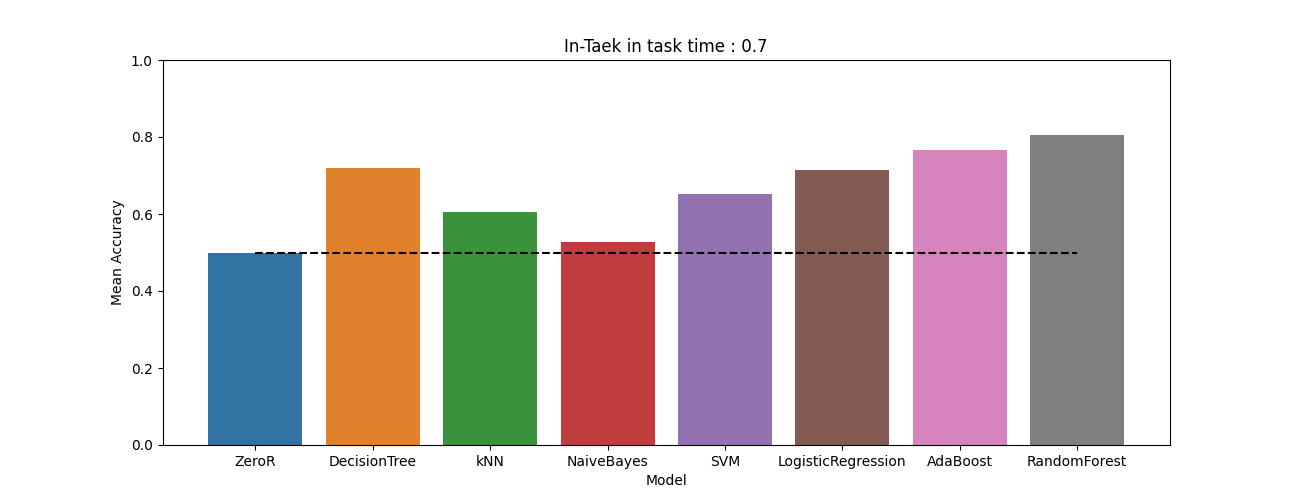 In-Taek in task time : 0.7
Mean Accuracy
1.0
0.8
0.6
0.4
0.2
0.0
ZeroR DecisionTree kNN NaiveBayes SVM LogisticRegression AdaBoost RandomForest
Model